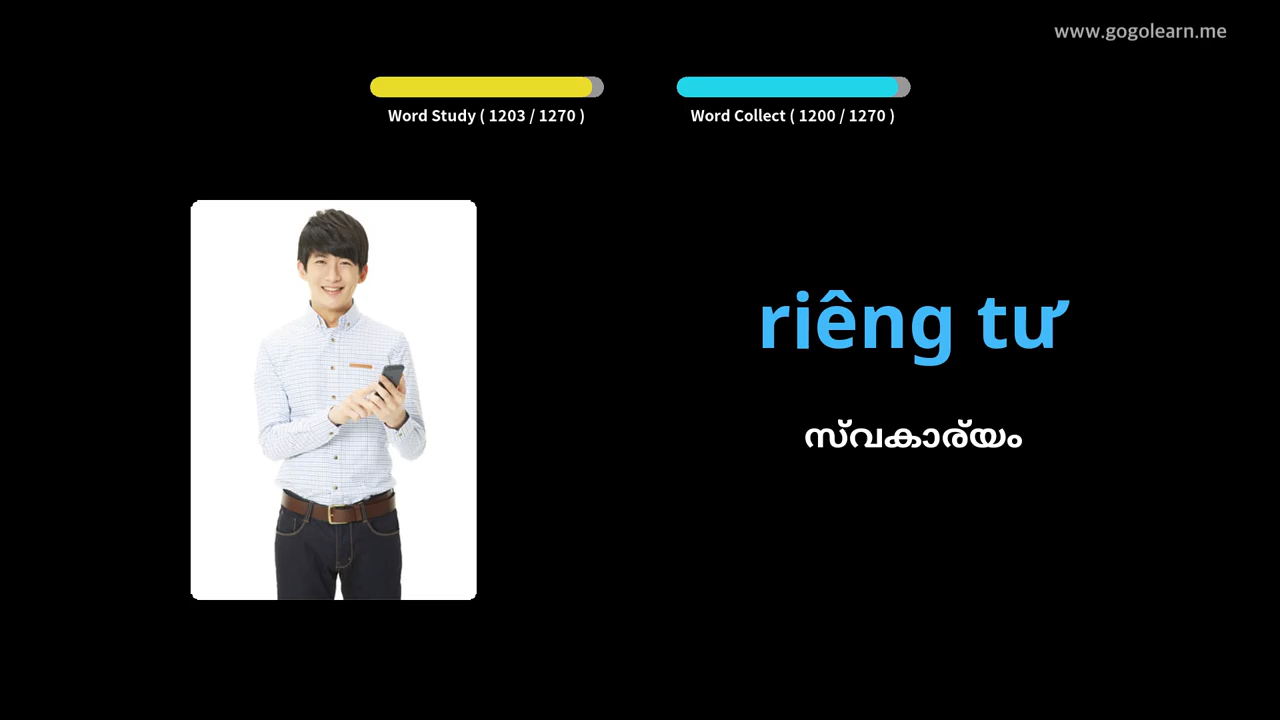 www.gogolearn.me
Word Study ( 1203 / 1270 )
Word Collect ( 1200 / 1270 )
riêng tư
സ്വകാര്യം